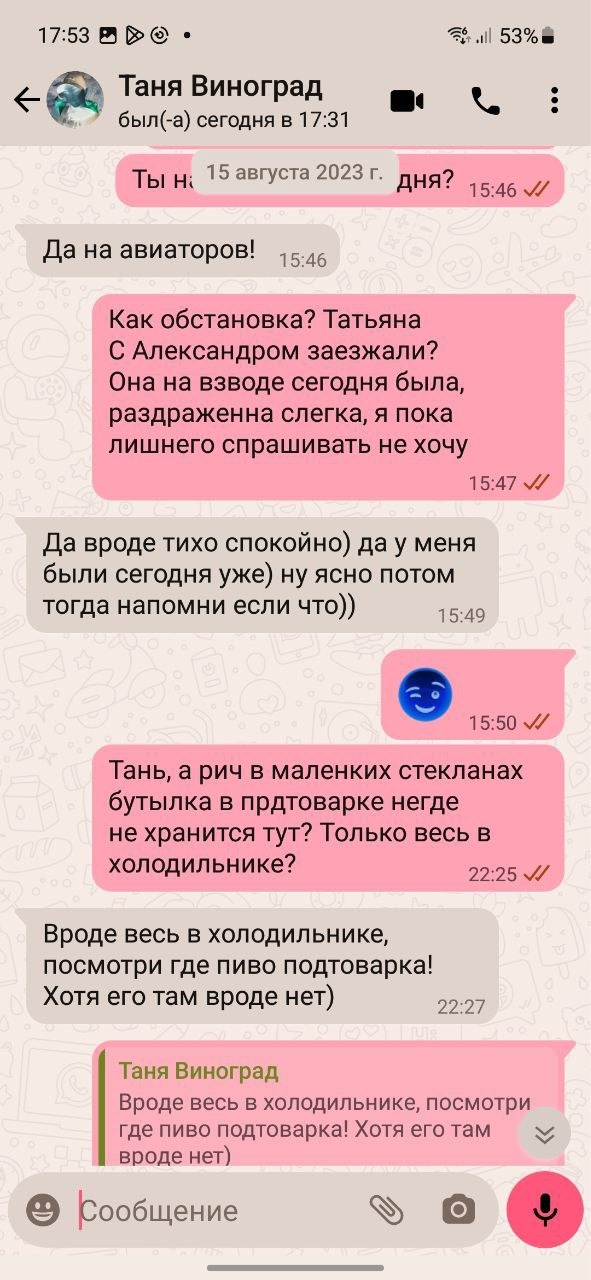 17:53
53%
Таня Виноград
был(-а) сегодня в 17:31
15 августа 2023 г.
Ты дня? 15:46
Да на авиаторов! 15:46
Как обстановка? Татьяна
С Александром заезжали?
Она на взводе сегодня была,
раздраженна слегка, я пока
лишнего спрашивать не хочу
15:47
Да вроде тихо спокойно) да у меня
были сегодня уже) ну ясно потом
тогда напомни если что))
15:49
15:50
Тань, а рич в маленких стекланах
бутылка в прдтоварке негде
не хранится тут? Только весь в
холодильнике?
22:25
Вроде весь в холодильнике,
посмотри где пиво подтоварка!
Хотя его там вроде нет)
22:27
Таня Виноград
Вроде весь в холодильнике, посмотри
где пиво подтоварка! Хотя его там
вроде нет)
Сообщение